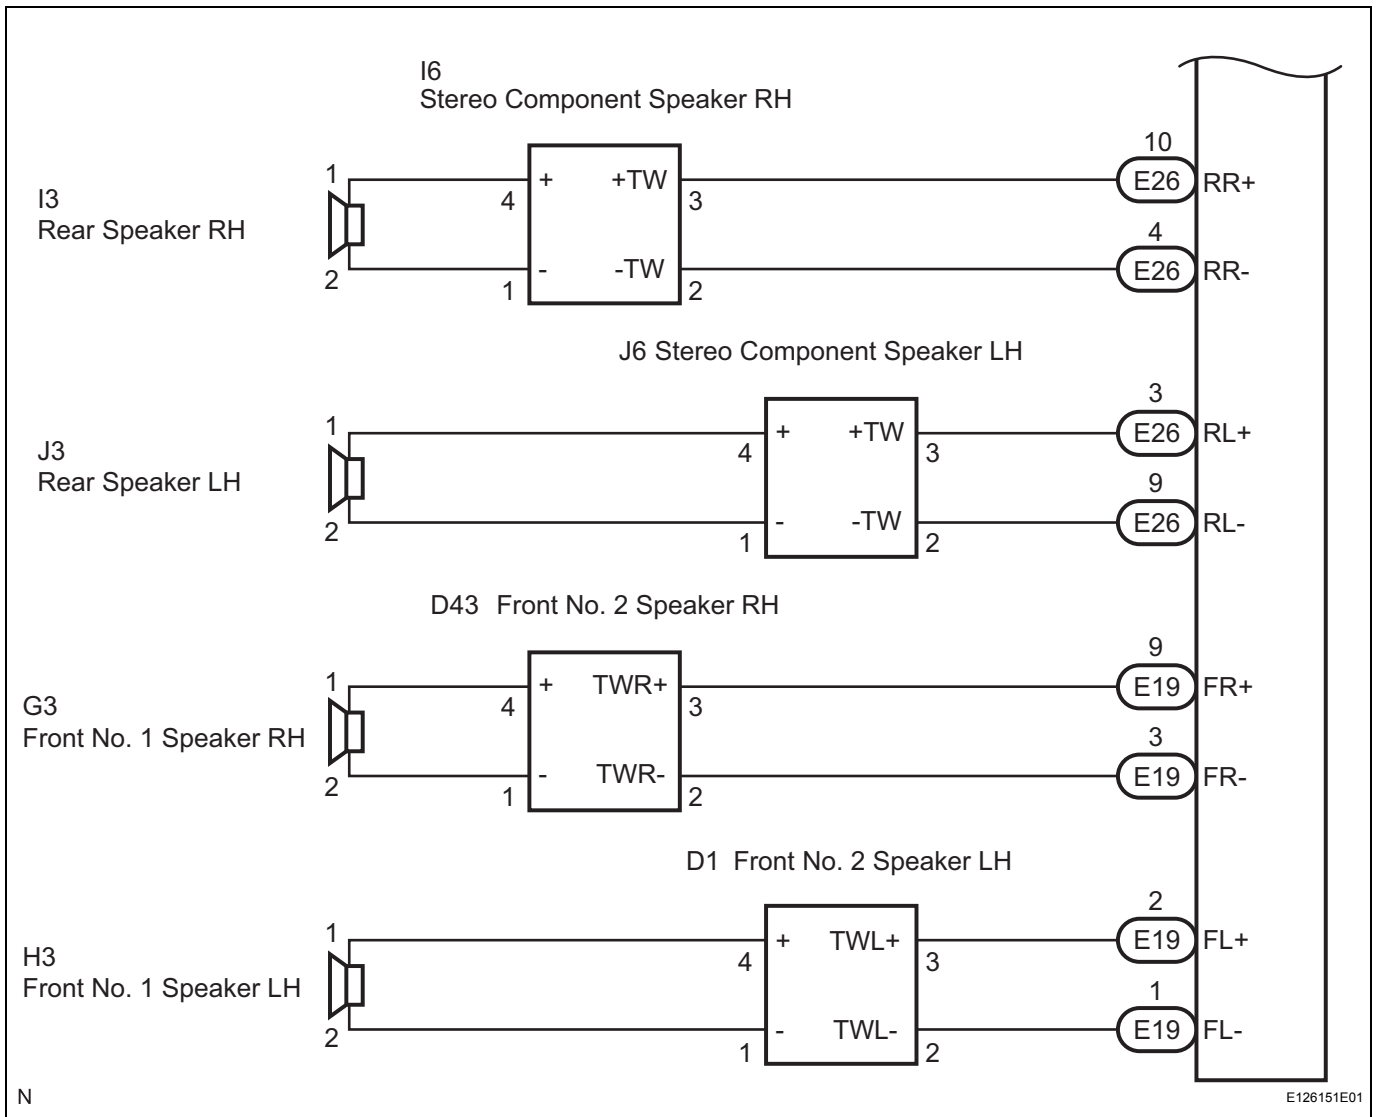 I6
Stereo Component Speaker RH
I3
Rear Speaker RH
1
2
+ +TW
4 3
- -TW
1 2
10
E26 RR+
4
E26 RR-
J6 Stereo Component Speaker LH
J3
Rear Speaker LH
1
2
+ +TW
4 3
- -TW
1 2
3
E26 RL+
9
E26 RL-
D43 Front No. 2 Speaker RH
G3
Front No. 1 Speaker RH
1
2
+ TWR+
4 3
- TWR-
1 2
9
E19 FR+
3
E19 FR-
D1 Front No. 2 Speaker LH
H3
Front No. 1 Speaker LH
1
2
+ TWL+
4 3
- TWL-
1 2
2
E19 FL+
1
E19 FL-
N
E126151E01